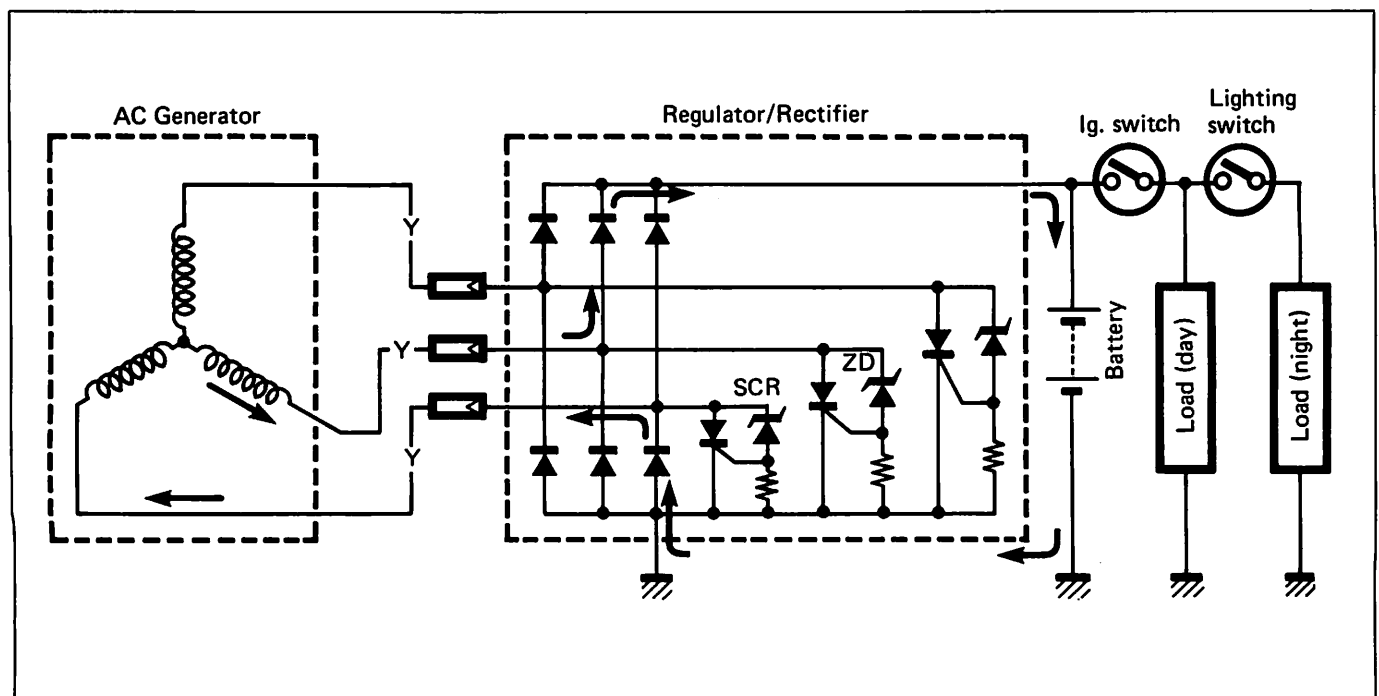 AC Generator
Regulator/Rectifier
Ig. switch
Lighting
switch
Y
Y
Y
SCR
ZD
Battery
Load (day)
Load (night)